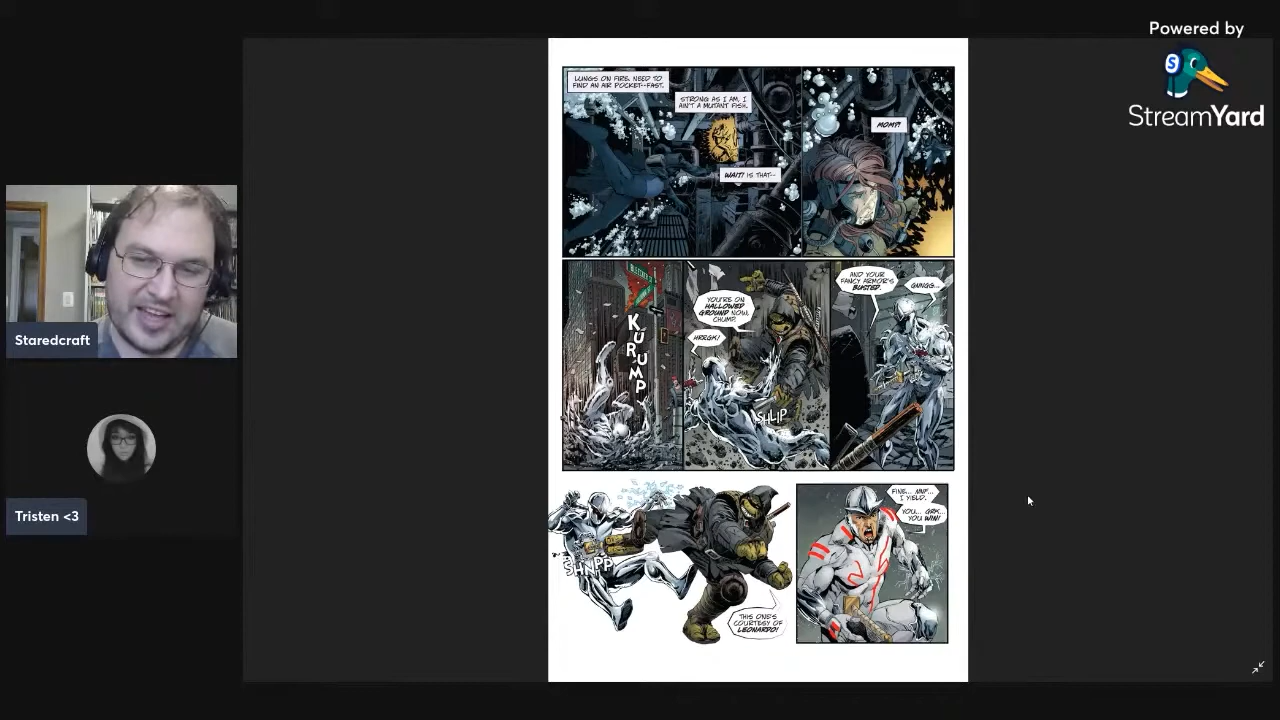 Powered by
StreamYard
Staredcraft
Tristen <3
LUNGS ON FIRE. NEED TO
FIND AN AIR POCKET--FAST.
STRONG AS I AM, I
AIN'T A MUTANT FISH.
WAIT! IS THAT--
MOM?!
KURUMP
YOU'RE ON
HALLOWED
GROUND NOW,
CHUMP.
HRRGK!
SHLIP
AND YOUR
FANCY ARMOR'S
BUSTED.
GNNGG...
SHNPP
THIS ONE'S
COURTESY OF
LEONARDO!
FINE... NNF...
I YIELD.
YOU... GRK...
YOU WIN!